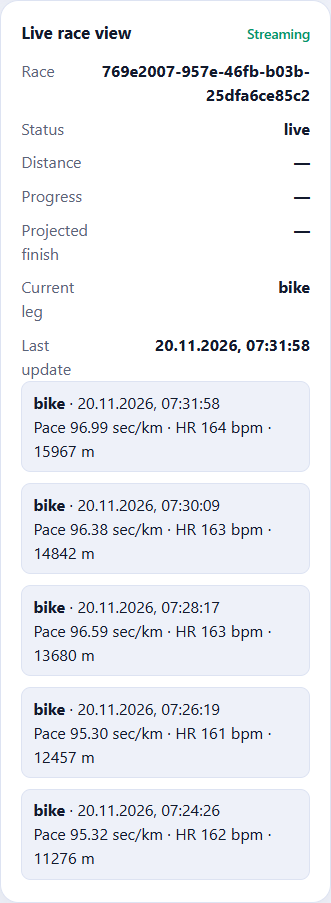 Live race view Streaming
Race 769e2007-957e-46fb-b03b-
25dfa6ce85c2
Status live
Distance —
Progress —
Projected —
finish
Current bike
leg
Last 20.11.2026, 07:31:58
update
bike · 20.11.2026, 07:31:58
Pace 96.99 sec/km · HR 164 bpm ·
15967 m
bike · 20.11.2026, 07:30:09
Pace 96.38 sec/km · HR 163 bpm ·
14842 m
bike · 20.11.2026, 07:28:17
Pace 96.59 sec/km · HR 163 bpm ·
13680 m
bike · 20.11.2026, 07:26:19
Pace 95.30 sec/km · HR 161 bpm ·
12457 m
bike · 20.11.2026, 07:24:26
Pace 95.32 sec/km · HR 162 bpm ·
11276 m